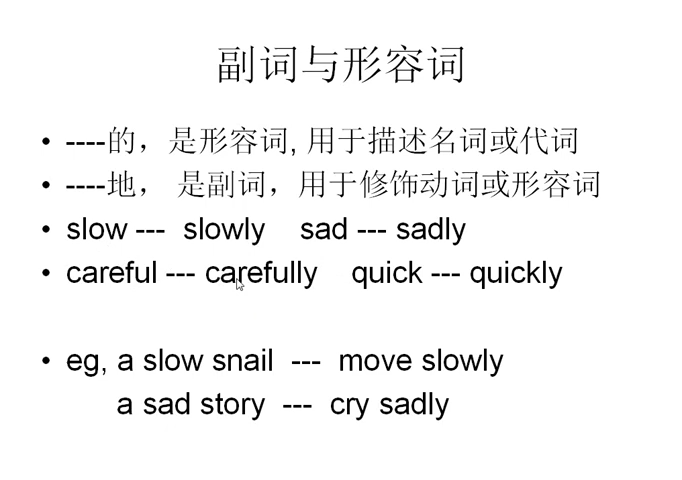 副词与形容词
• ----的，是形容词, 用于描述名词或代词
• ----地， 是副词，用于修饰动词或形容词
• slow --- slowly sad --- sadly
• careful --- carefully quick --- quickly
• eg, a slow snail --- move slowly
a sad story --- cry sadly